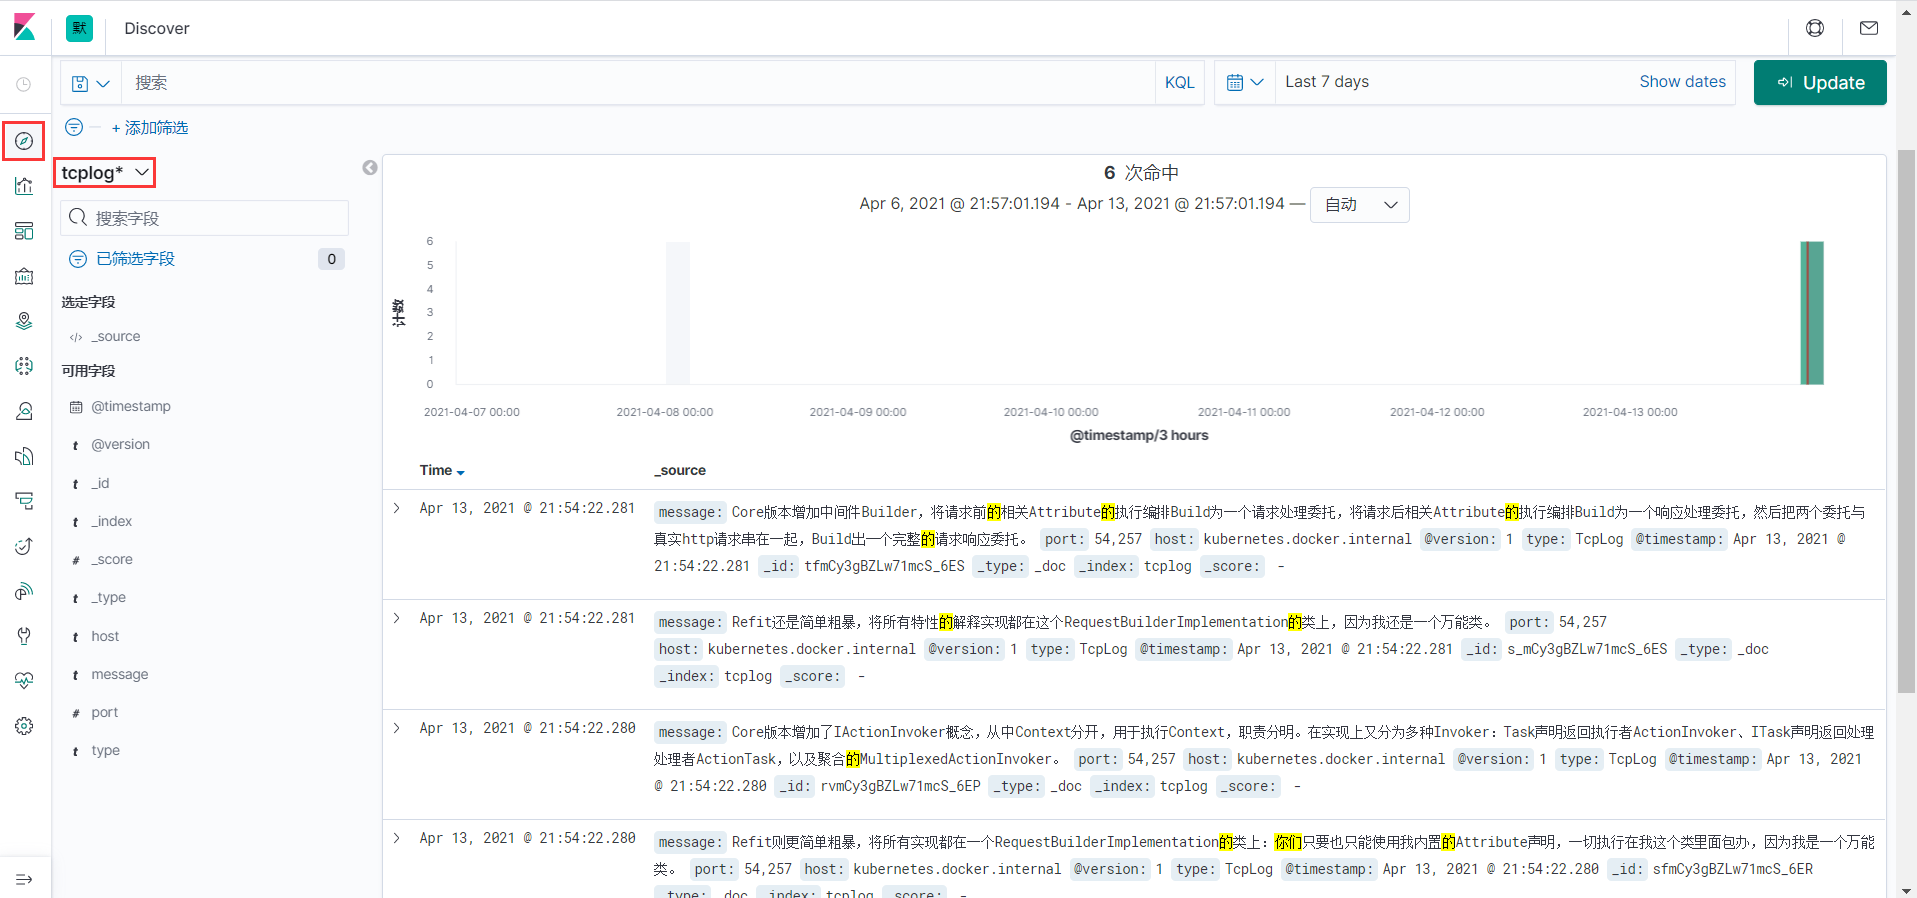 默 Discover
搜索 KQL Last 7 days Show dates Update
+ 添加筛选
tcplog*
搜索字段
已筛选字段 0
选定字段
_source
可用字段
@timestamp
t @version
t _id
t _index
# _score
t _type
t host
t message
# port
t type
6 次命中
Apr 6, 2021 @ 21:57:01.194 - Apr 13, 2021 @ 21:57:01.194 — 自动
计数
6
5
4
3
2
1
0
2021-04-07 00:00 2021-04-08 00:00 2021-04-09 00:00 2021-04-10 00:00 2021-04-11 00:00 2021-04-12 00:00 2021-04-13 00:00
@timestamp/3 hours
Time _source
Apr 13, 2021 @ 21:54:22.281 message: Core版本增加中间件Builder，将请求前的相关Attribute的执行编排Build为一个请求处理委托，将请求后相关Attribute的执行编排Build为一个响应处理委托，然后把两个委托与
真实http请求串在一起，Build出一个完整的请求响应委托。 port: 54,257 host: kubernetes.docker.internal @version: 1 type: TcpLog @timestamp: Apr 13, 2021 @
21:54:22.281 _id: tfmCy3gBZLw71mcS_6ES _type: _doc _index: tcplog _score: -
Apr 13, 2021 @ 21:54:22.281 message: Refit还是简单粗暴，将所有特性的解释实现都在这个RequestBuilderImplementation的类上，因为我还是一个万能类。 port: 54,257
host: kubernetes.docker.internal @version: 1 type: TcpLog @timestamp: Apr 13, 2021 @ 21:54:22.281 _id: s_mCy3gBZLw71mcS_6ES _type: _doc
_index: tcplog _score: -
Apr 13, 2021 @ 21:54:22.280 message: Core版本增加了IActionInvoker概念，从中Context分开，用于执行Context，职责分明。在实现上又分为多种Invoker：Task声明返回执行者ActionInvoker、ITask声明返回处理
处理者ActionTask，以及聚合的MultiplexedActionInvoker。 port: 54,257 host: kubernetes.docker.internal @version: 1 type: TcpLog @timestamp: Apr 13, 2021
@ 21:54:22.280 _id: rvmCy3gBZLw71mcS_6EP _type: _doc _index: tcplog _score: -
Apr 13, 2021 @ 21:54:22.280 message: Refit则更简单粗暴，将所有实现都在一个RequestBuilderImplementation的类上：你们只要也只能使用我内置的Attribute声明，一切执行在我这个类里面包办，因为我是一个万能
类。 port: 54,257 host: kubernetes.docker.internal @version: 1 type: TcpLog @timestamp: Apr 13, 2021 @ 21:54:22.280 _id: sfmCy3gBZLw71mcS_6ER
_type: _doc _index: tcplog _score: -